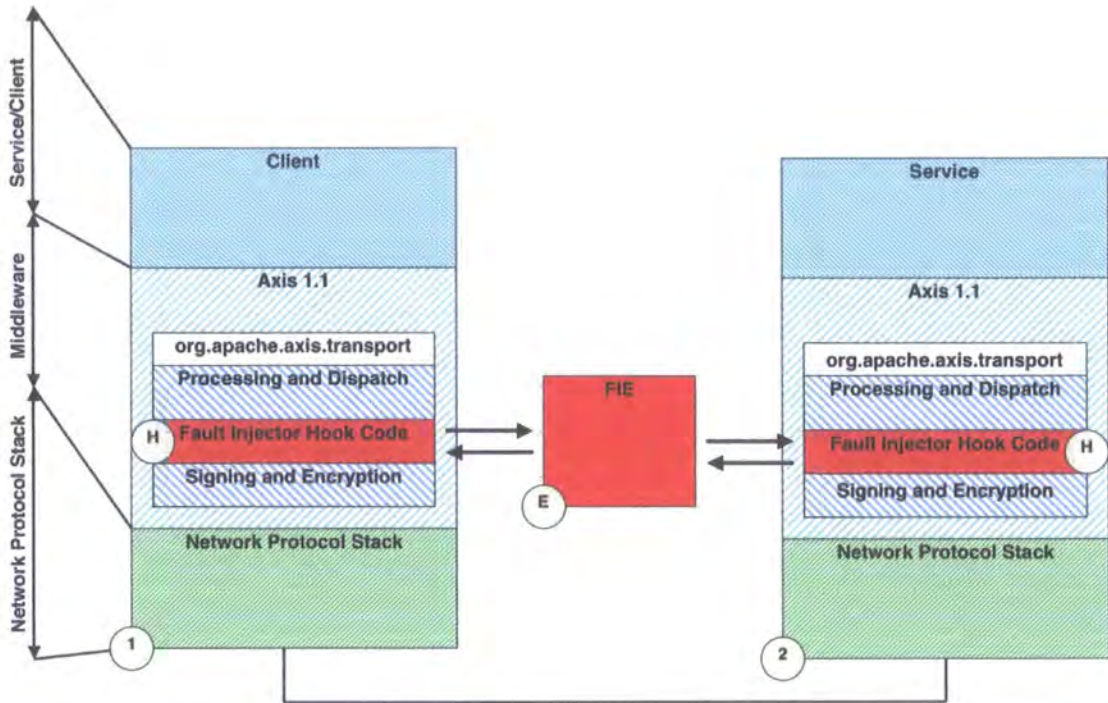 Service/Client
Middleware
Network Protocol Stack
Client
Axis 1.1
org.apache.axis.transport
Processing and Dispatch
H
Fault Injector Hook Code
Signing and Encryption
Network Protocol Stack
1
FIE
E
Service
Axis 1.1
org.apache.axis.transport
Processing and Dispatch
Fault Injector Hook Code
H
Signing and Encryption
Network Protocol Stack
2